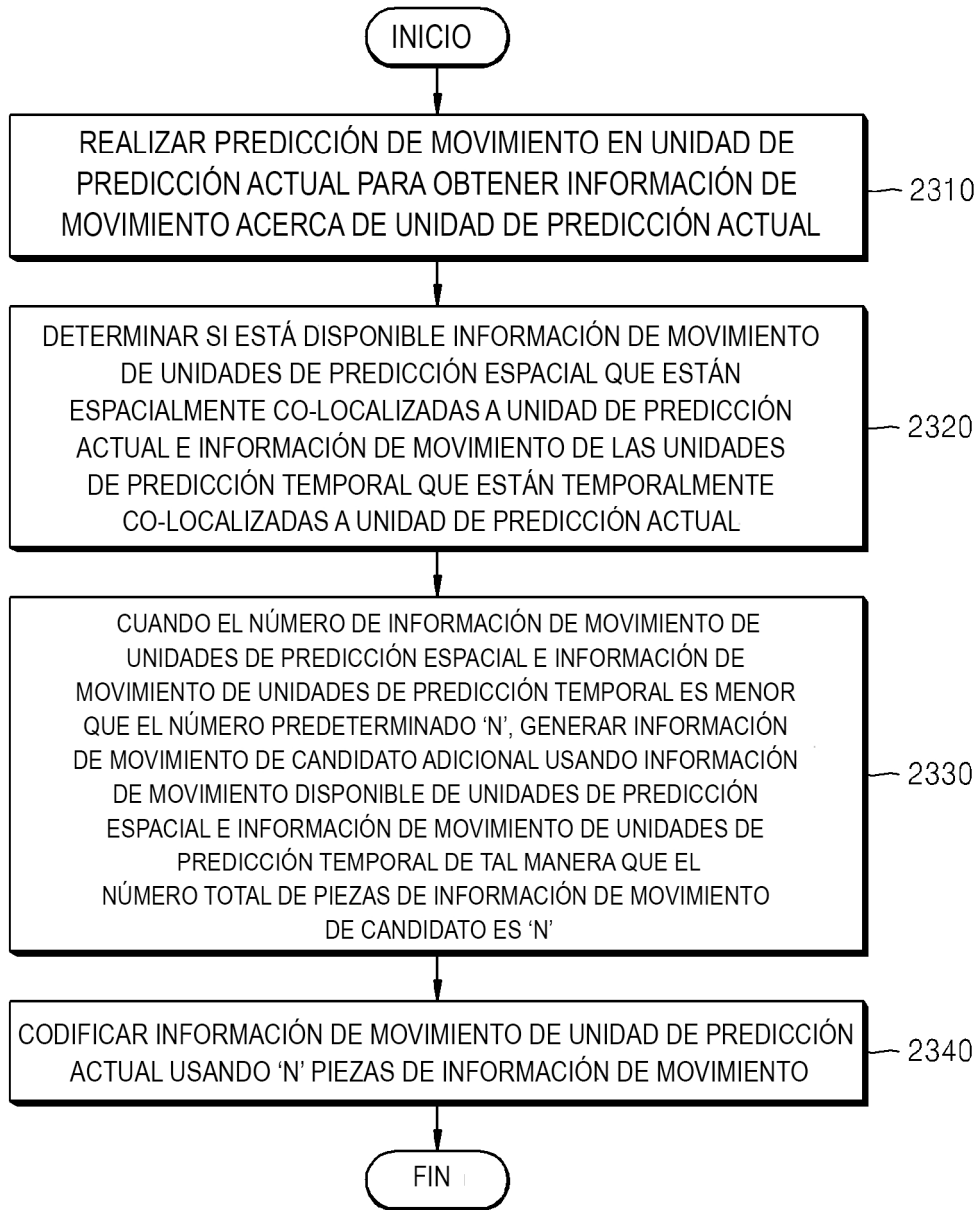 INICIO
REALIZAR PREDICCIÓN DE MOVIMIENTO EN UNIDAD DE
PREDICCIÓN ACTUAL PARA OBTENER INFORMACIÓN DE
MOVIMIENTO ACERCA DE UNIDAD DE PREDICCIÓN ACTUAL
2310
DETERMINAR SI ESTÁ DISPONIBLE INFORMACIÓN DE MOVIMIENTO
DE UNIDADES DE PREDICCIÓN ESPACIAL QUE ESTÁN
ESPACIALMENTE CO-LOCALIZADAS A UNIDAD DE PREDICCIÓN
ACTUAL E INFORMACIÓN DE MOVIMIENTO DE LAS UNIDADES
DE PREDICCIÓN TEMPORAL QUE ESTÁN TEMPORALMENTE
CO-LOCALIZADAS A UNIDAD DE PREDICCIÓN ACTUAL
2320
CUANDO EL NÚMERO DE INFORMACIÓN DE MOVIMIENTO DE
UNIDADES DE PREDICCIÓN ESPACIAL E INFORMACIÓN DE
MOVIMIENTO DE UNIDADES DE PREDICCIÓN TEMPORAL ES MENOR
QUE EL NÚMERO PREDETERMINADO ‘N’, GENERAR INFORMACIÓN
DE MOVIMIENTO DE CANDIDATO ADICIONAL USANDO INFORMACIÓN
DE MOVIMIENTO DISPONIBLE DE UNIDADES DE PREDICCIÓN
ESPACIAL E INFORMACIÓN DE MOVIMIENTO DE UNIDADES DE
PREDICCIÓN TEMPORAL DE TAL MANERA QUE EL
NÚMERO TOTAL DE PIEZAS DE INFORMACIÓN DE MOVIMIENTO
DE CANDIDATO ES ‘N’
2330
CODIFICAR INFORMACIÓN DE MOVIMIENTO DE UNIDAD DE PREDICCIÓN
ACTUAL USANDO ‘N’ PIEZAS DE INFORMACIÓN DE MOVIMIENTO
2340
FIN